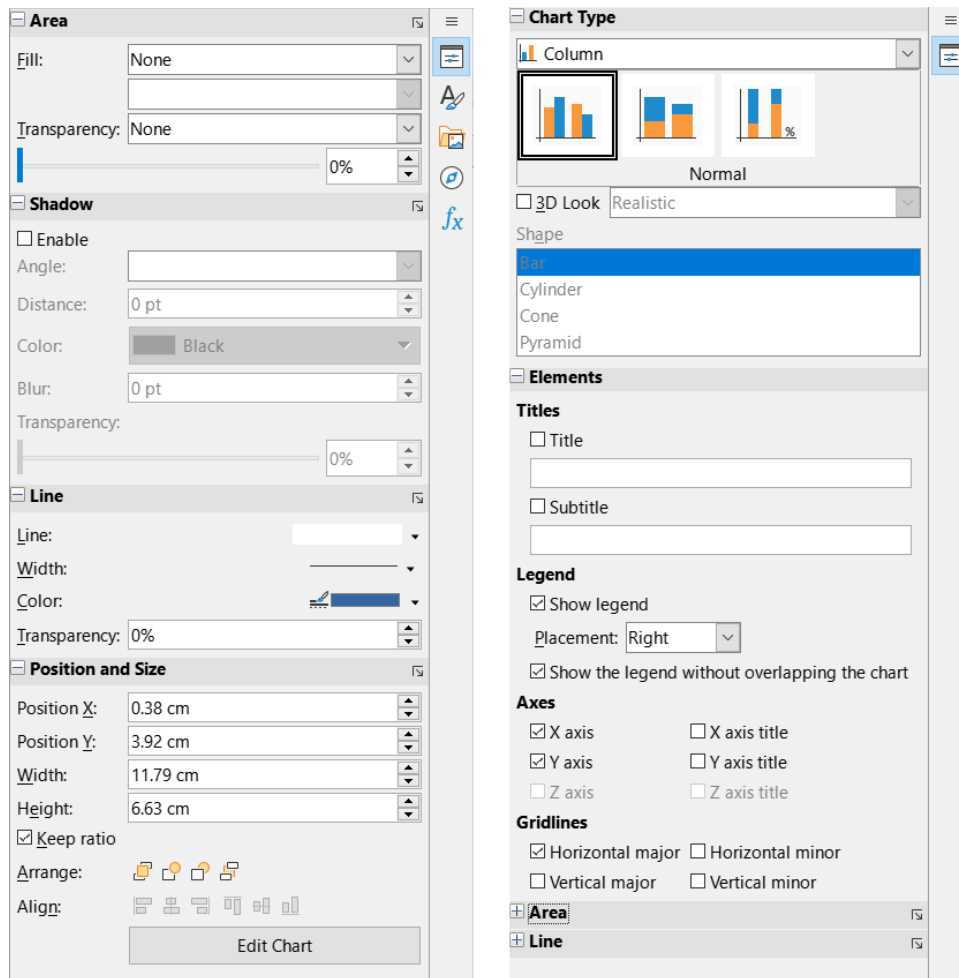 Area
Fill: None
Transparency: None
0%
Shadow
Enable
Angle:
Distance: 0 pt
Color: Black
Blur: 0 pt
Transparency:
0%
Line
Line:
Width:
Color:
Transparency: 0%
Position and Size
Position X: 0.38 cm
Position Y: 3.92 cm
Width: 11.79 cm
Height: 6.63 cm
Keep ratio
Arrange:
Align:
Edit Chart
fx
Chart Type
Column
%
Normal
3D Look Realistic
Shape
Bar
Cylinder
Cone
Pyramid
Elements
Titles
Title
Subtitle
Legend
Show legend
Placement: Right
Show the legend without overlapping the chart
Axes
X axis X axis title
Y axis Y axis title
Z axis Z axis title
Gridlines
Horizontal major Horizontal minor
Vertical major Vertical minor
Area
Line